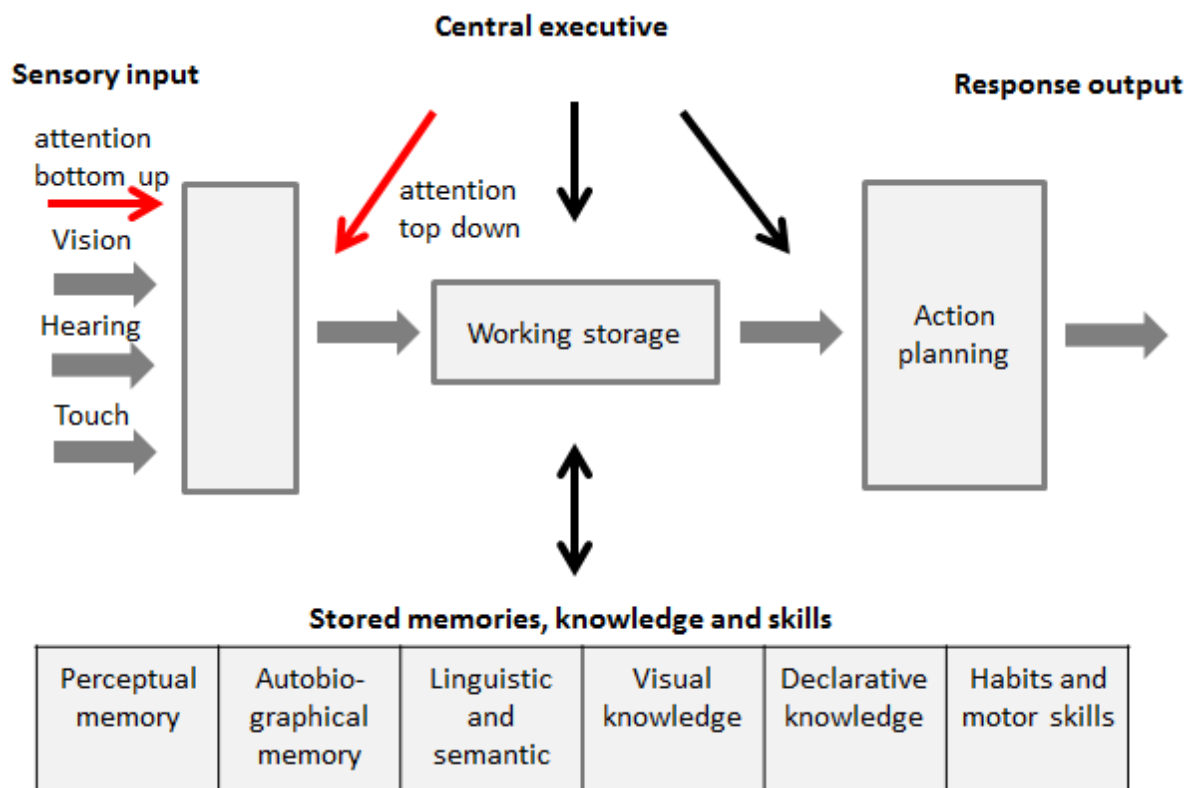 Central executive
Sensory input
Response output
attention
bottom up
attention
top down
Vision
Hearing
Touch
Working storage
Action
planning
Stored memories, knowledge and skills
Perceptual
memory
Autobio-
graphical
memory
Linguistic
and
semantic
Visual
knowledge
Declarative
knowledge
Habits and
motor skills